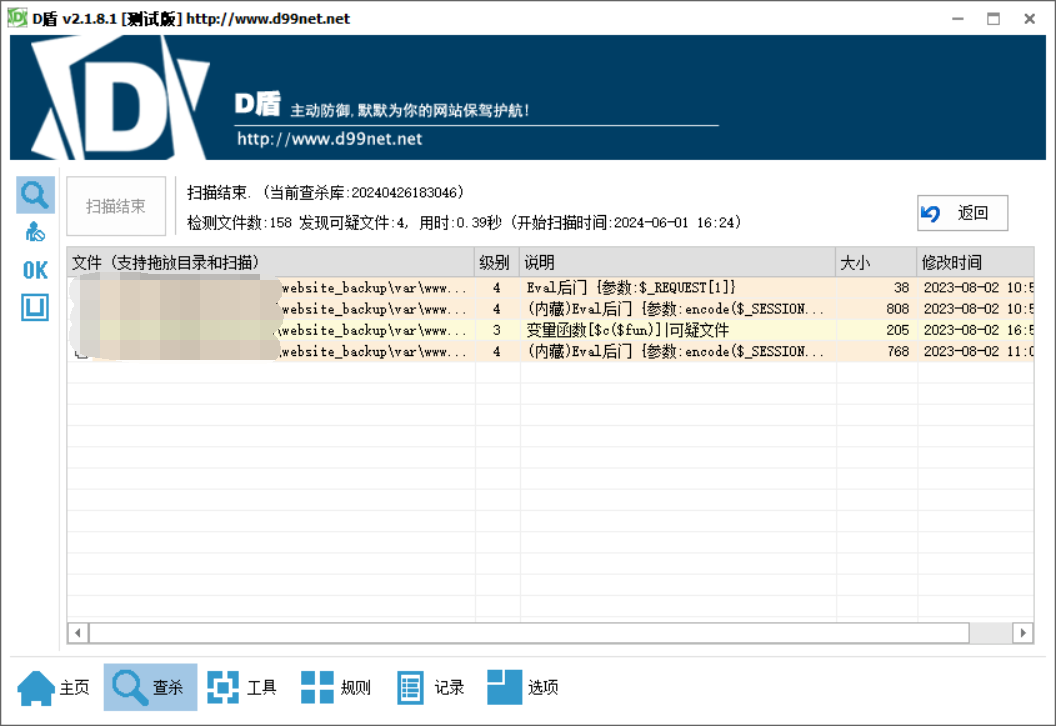 D盾 v2.1.8.1 [测试版] http://www.d99net.net
D盾 主动防御,默默为你的网站保驾护航!
http://www.d99net.net
扫描结束
扫描结束. (当前查杀库:20240426183046)
检测文件数:158 发现可疑文件:4, 用时:0.39秒 (开始扫描时间:2024-06-01 16:24)
返回
OK
文件 (支持拖放目录和扫描) 级别 说明 大小 修改时间
\website_backup\var\www... 4 Eval后门 {参数:$_REQUEST[1]} 38 2023-08-02 10:5
\website_backup\var\www... 4 (内藏)Eval后门 {参数:encode($_SESSION... 808 2023-08-02 10:5
\website_backup\var\www... 3 变量函数[$c($fun)]|可疑文件 205 2023-08-02 16:5
\website_backup\var\www... 4 (内藏)Eval后门 {参数:encode($_SESSION... 768 2023-08-02 11:0
主页 查杀 工具 规则 记录 选项